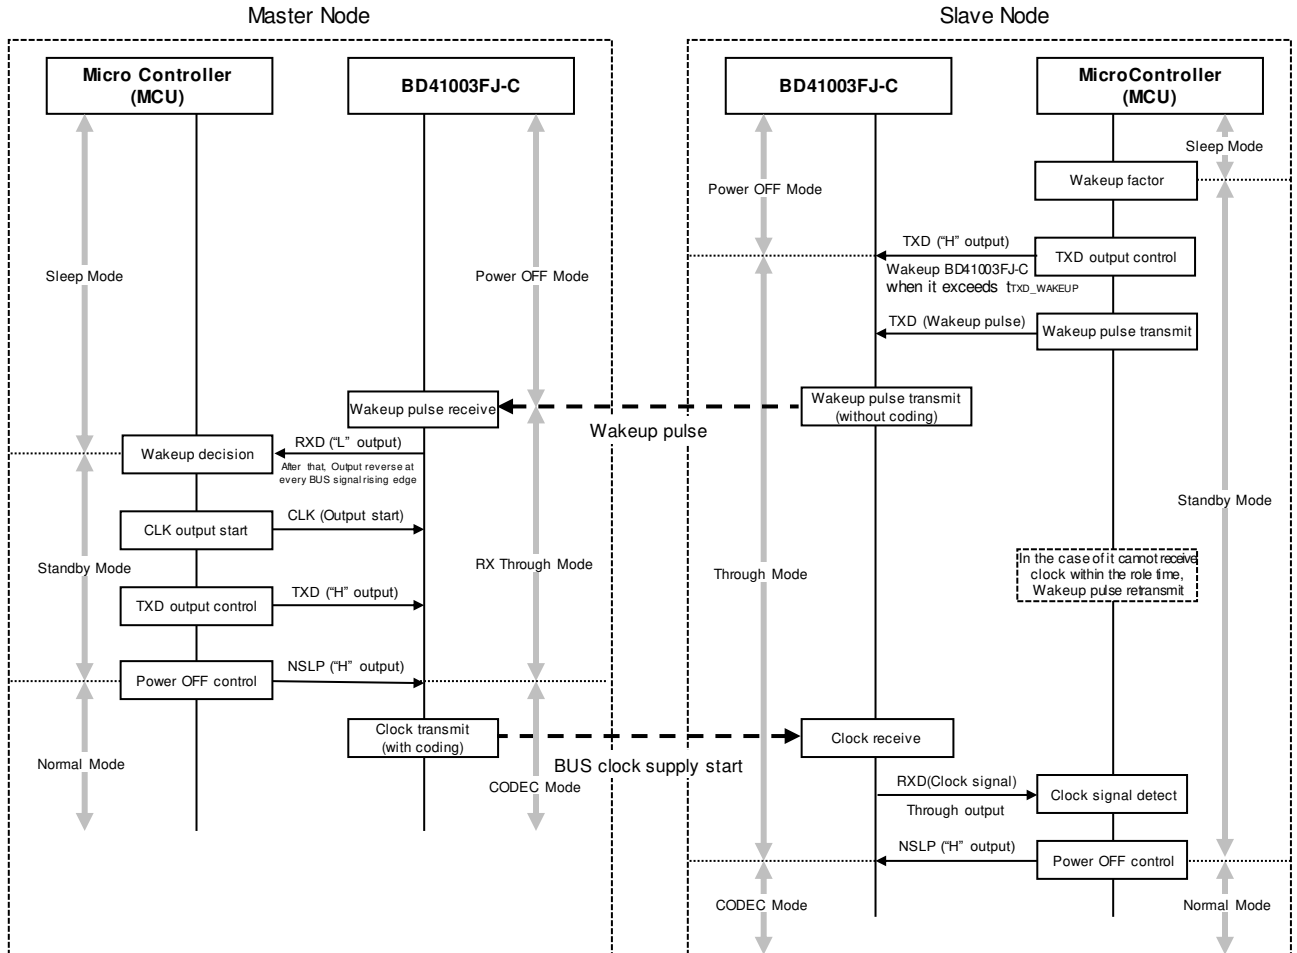 Master Node
Slave Node
Micro Controller
(MCU)
BD41003FJ-C
BD41003FJ-C
MicroController
(MCU)
Sleep Mode
Wakeup factor
Power OFF Mode
TXD (“H” output)
TXD output control
Wakeup BD41003FJ-C
when it exceeds tTXD_WAKEUP
Sleep Mode
Power OFF Mode
TXD (Wakeup pulse)
Wakeup pulse transmit
Wakeup pulse receive
Wakeup pulse transmit
(without coding)
Wakeup pulse
RXD (“L” output)
Wakeup decision
After that, Output reverse at
every BUS signal rising edge
Standby Mode
CLK (Output start)
CLK output start
Standby Mode
RX Through Mode
Through Mode
In the case of it cannot receive
clock within the role time,
Wakeup pulse retransmit
TXD (“H” output)
TXD output control
NSLP (“H” output)
Power OFF control
Clock transmit
(with coding)
Clock receive
BUS clock supply start
Normal Mode
CODEC Mode
RXD(Clock signal)
Clock signal detect
Through output
NSLP (“H” output)
Power OFF control
CODEC Mode
Normal Mode